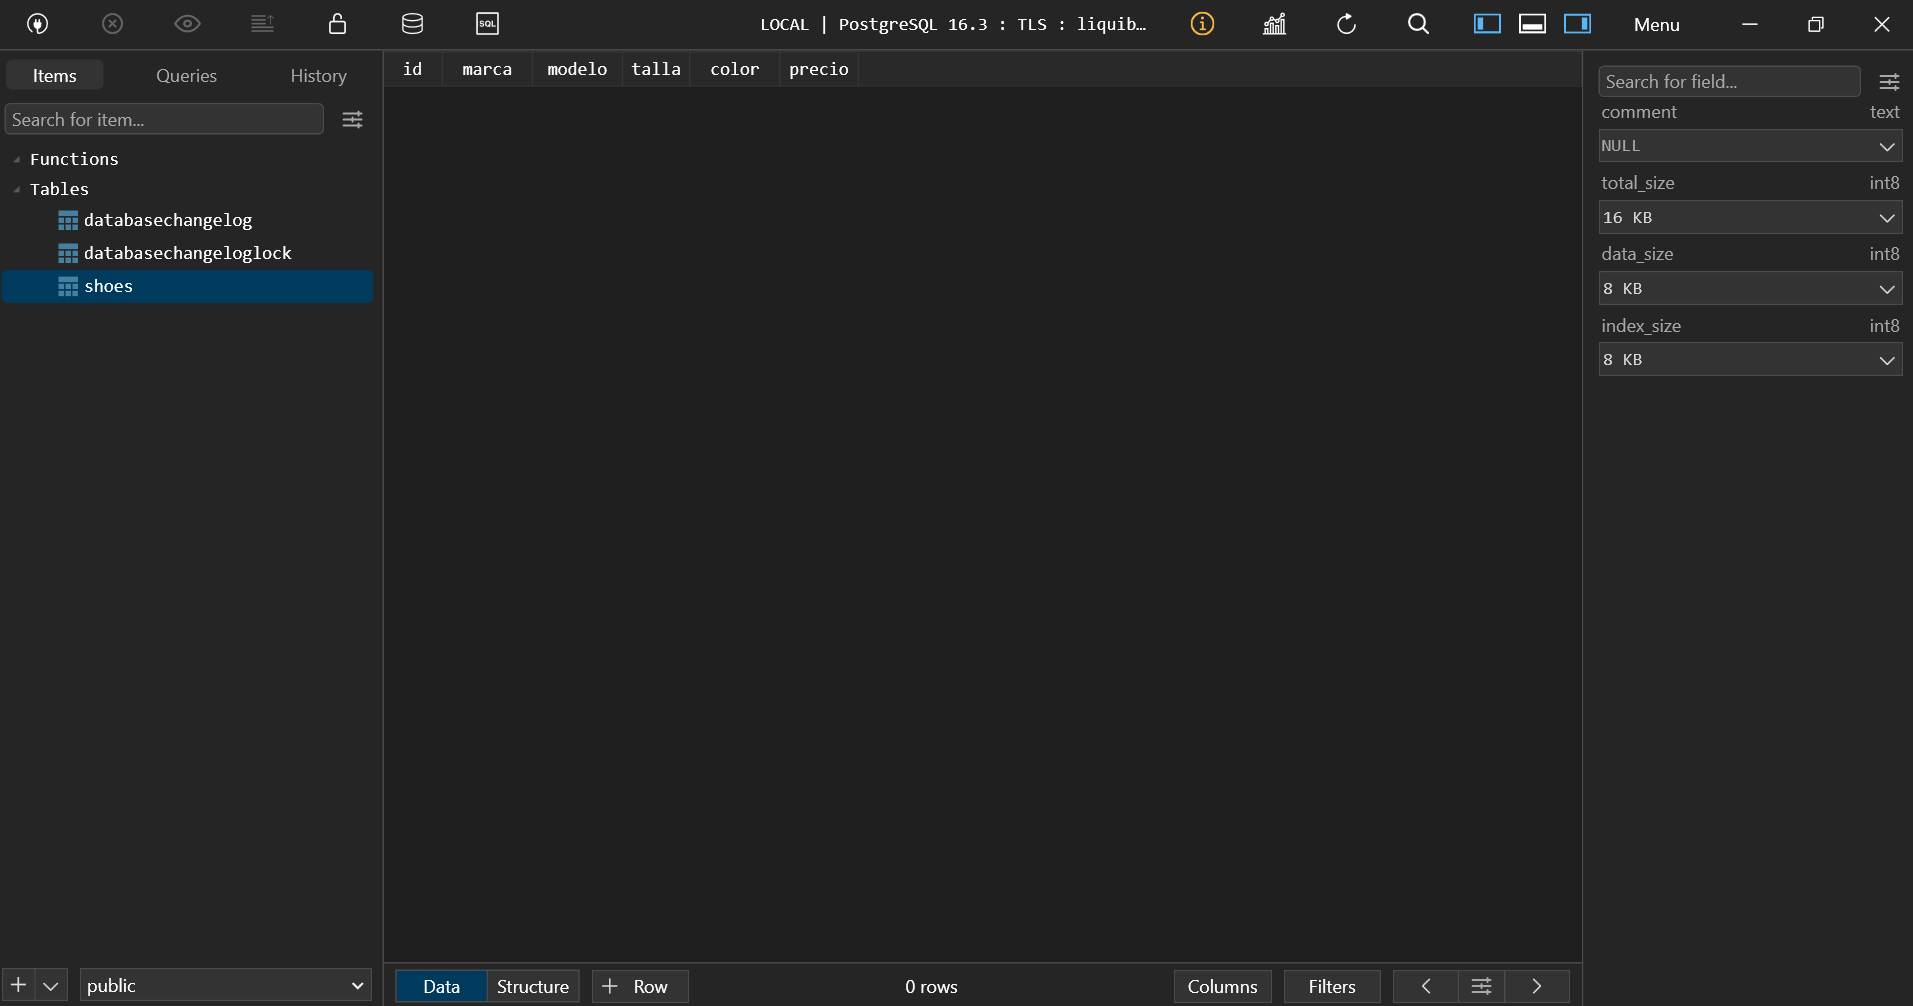 SQL
LOCAL | PostgreSQL 16.3 : TLS : liquib...
Menu
Items Queries History
Search for item...
Functions
Tables
databasechangelog
databasechangeloglock
shoes
public
id marca modelo talla color precio
Data Structure Row 0 rows Columns Filters
Search for field...
comment text
NULL
total_size int8
16 KB
data_size int8
8 KB
index_size int8
8 KB